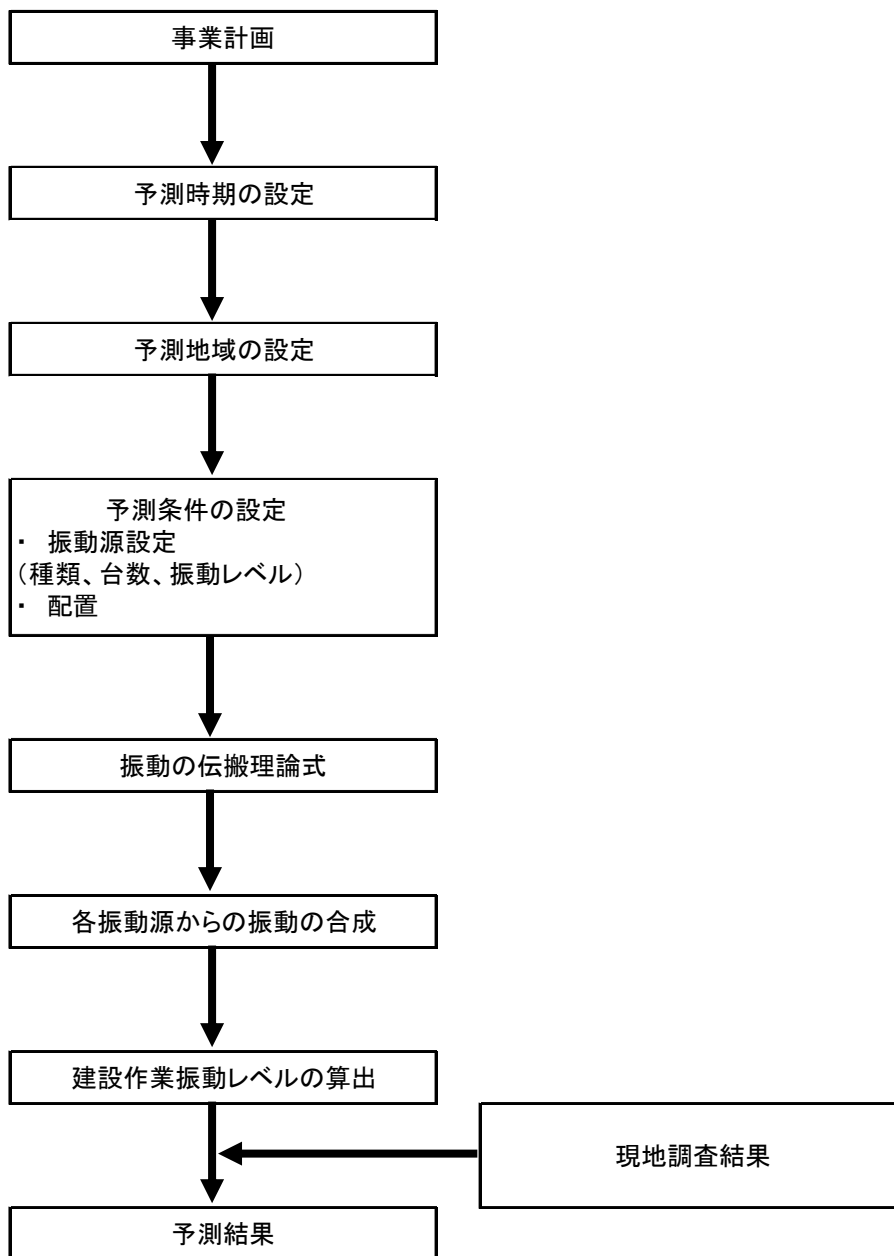 事業計画
予測時期の設定
予測地域の設定
予測条件の設定
・ 振動源設定
（種類、台数、振動レベル）
・ 配置
振動の伝搬理論式
各振動源からの振動の合成
建設作業振動レベルの算出
現地調査結果
予測結果